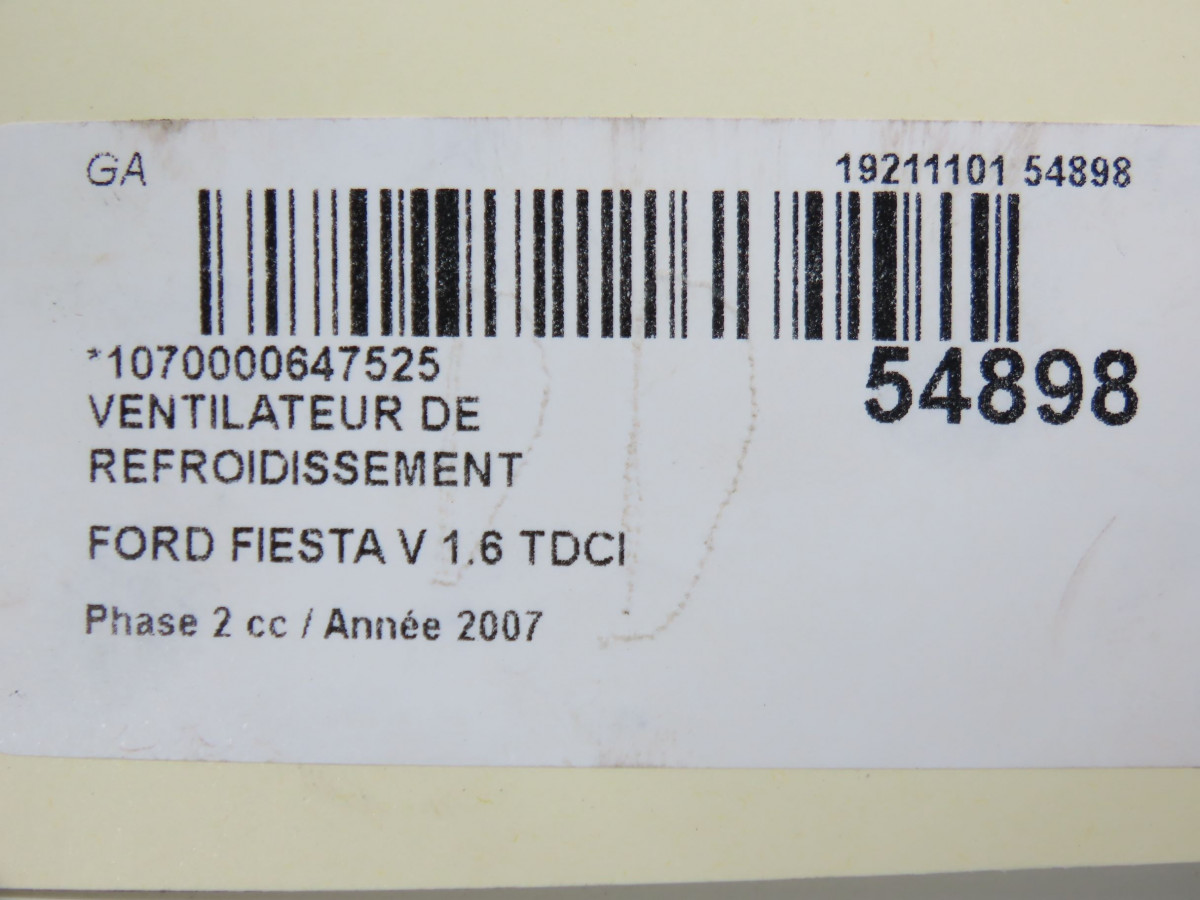 GA
19211101 54898
*1070000647525
54898
VENTILATEUR DE
REFROIDISSEMENT
FORD FIESTA V 1.6 TDCI
Phase 2 cc / Année 2007